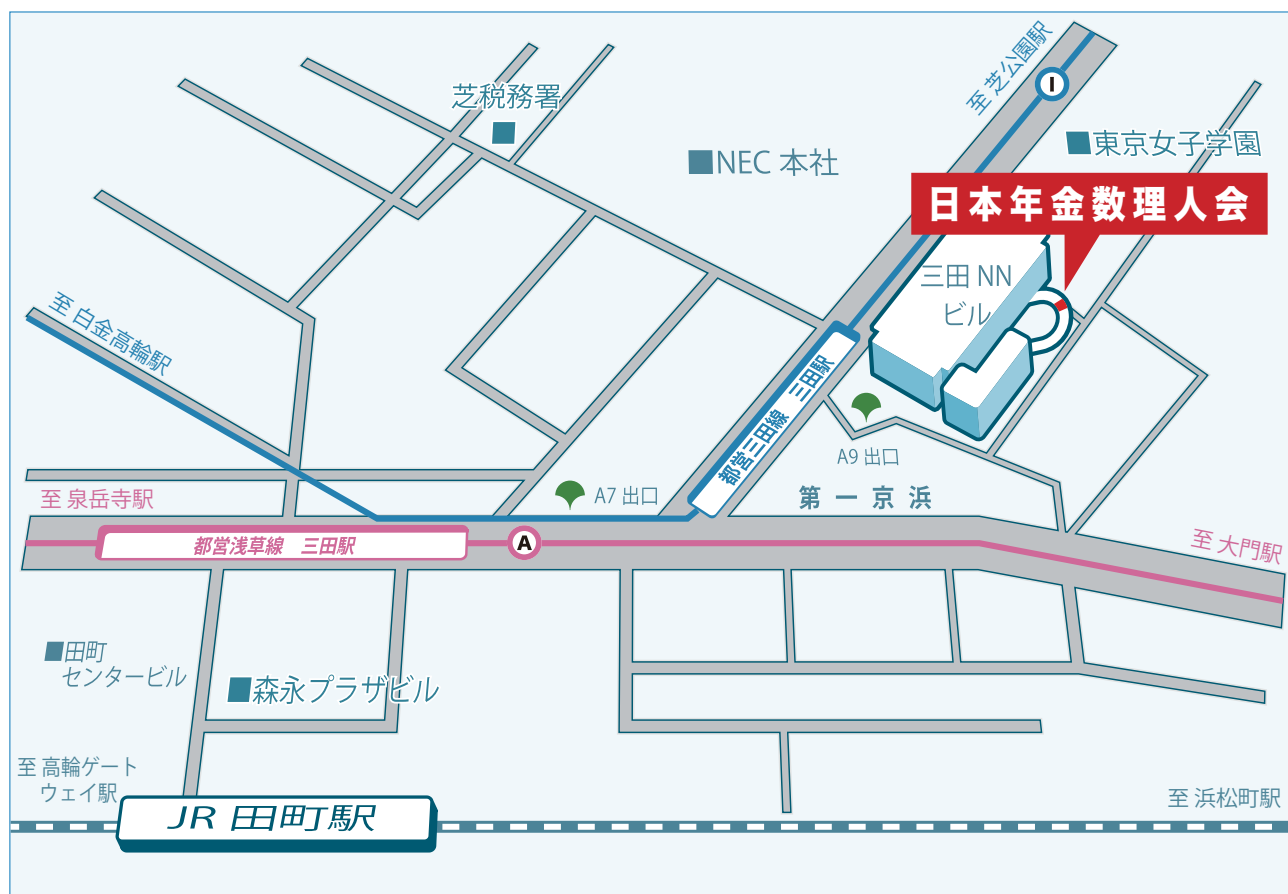 至 芝公園駅
I
芝税務署
NEC 本社
東京女子学園
日本年金数理人会
三田 NN
ビル
至 白金高輪駅
都営三田線 三田駅
A9 出口
A7 出口
第一京浜
至 泉岳寺駅
都営浅草線 三田駅
A
至 大門駅
田町
センタービル
森永プラザビル
至 高輪ゲート
ウェイ駅
JR 田町駅
至 浜松町駅